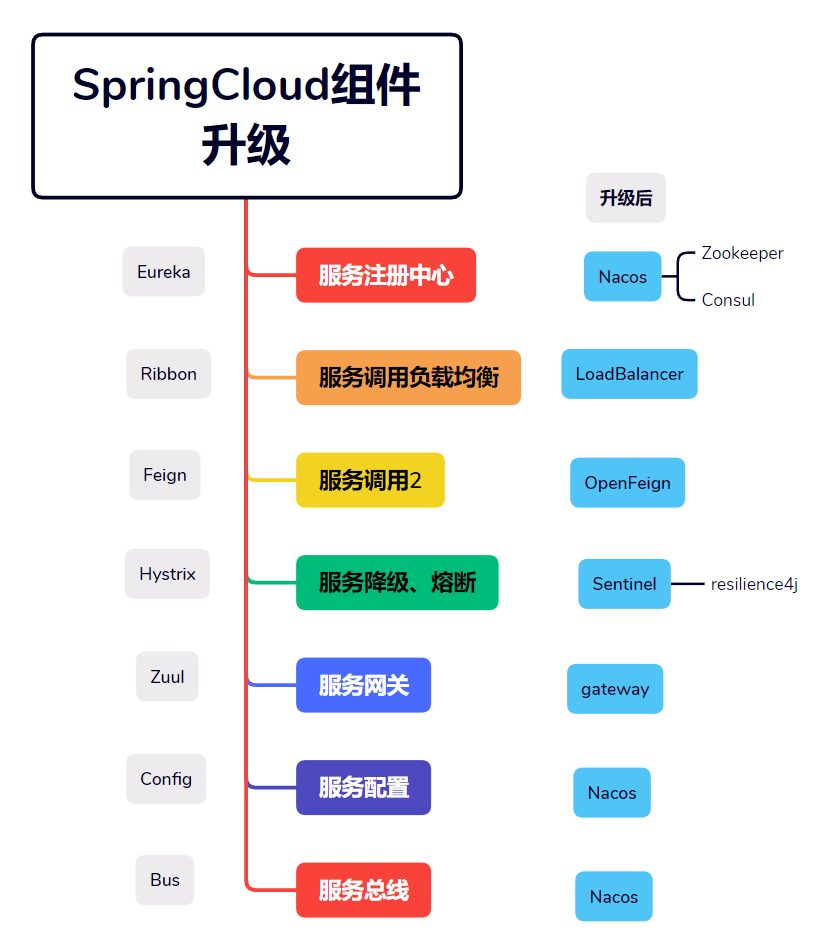 SpringCloud组件
升级
升级后
Eureka
服务注册中心
Nacos
Zookeeper
Consul
Ribbon
服务调用负载均衡
LoadBalancer
Feign
服务调用2
OpenFeign
Hystrix
服务降级、熔断
Sentinel
resilience4j
Zuul
服务网关
gateway
Config
服务配置
Nacos
Bus
服务总线
Nacos